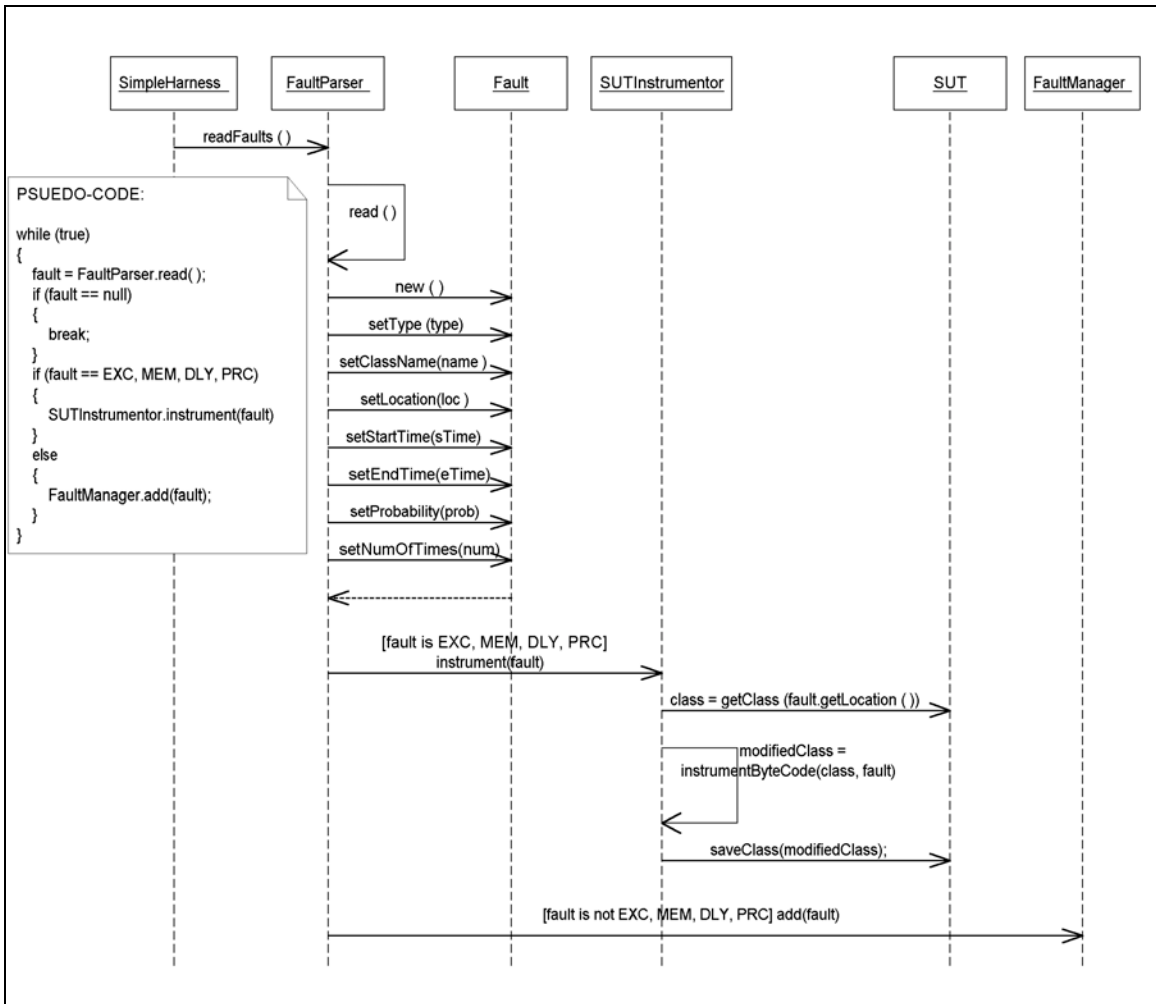 SimpleHarness
FaultParser
Fault
SUTInstrumentor
SUT
FaultManager
readFaults ( )
PSUEDO-CODE:
while (true)
{
fault = FaultParser.read( );
if (fault == null)
{
break;
}
if (fault == EXC, MEM, DLY, PRC)
{
SUTInstrumentor.instrument(fault)
}
else
{
FaultManager.add(fault);
}
}
read ( )
new ( )
setType (type)
setClassName(name )
setLocation(loc )
setStartTime(sTime)
setEndTime(eTime)
setProbability(prob)
setNumOfTimes(num)
[fault is EXC, MEM, DLY, PRC]
instrument(fault)
class = getClass (fault.getLocation ( ))
modifiedClass =
instrumentByteCode(class, fault)
saveClass(modifiedClass);
[fault is not EXC, MEM, DLY, PRC] add(fault)